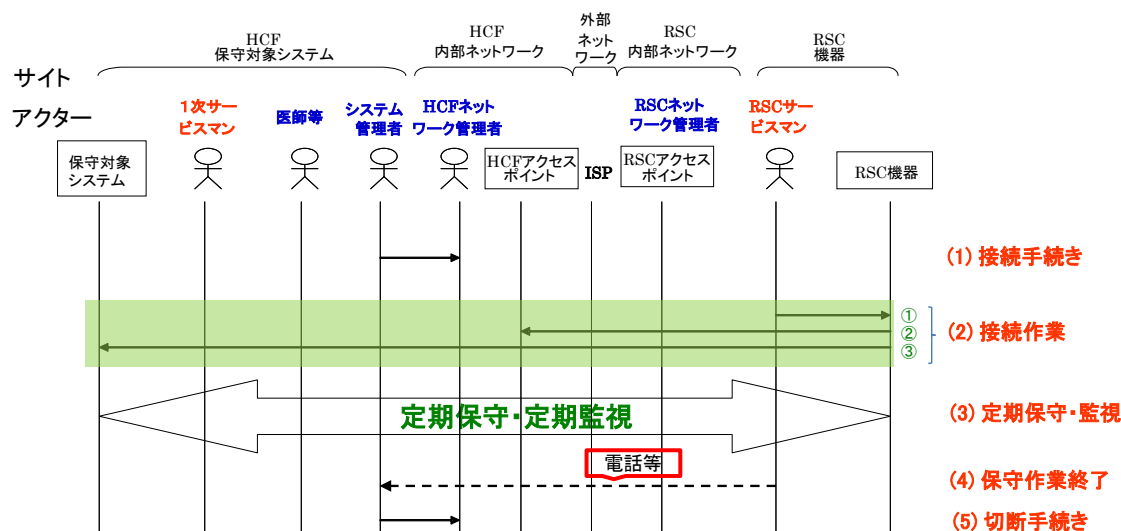 HCF
保守対象システム
HCF
内部ネットワーク
外部
ネット
ワーク
RSC
内部ネットワーク
RSC
機器
サイト
アクター
1次サー
ビスマン
医師等
システム
管理者
HCFネット
ワーク管理者
RSCネット
ワーク管理者
RSCサー
ビスマン
保守対象
システム
HCFアクセス
ポイント
ISP
RSCアクセス
ポイント
RSC機器
(1) 接続手続き
①
②
③
(2) 接続作業
定期保守・定期監視
(3) 定期保守・監視
電話等
(4) 保守作業終了
(5) 切断手続き